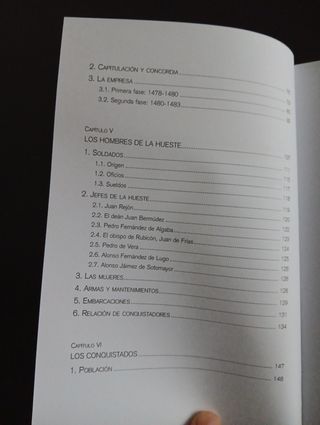 2. Capitulación y concordia
3. La empresa
3.1. Primera fase: 1478-1480
3.2. Segunda fase: 1480-1483
Capítulo V
LOS HOMBRES DE LA HUESTE
1. Soldados
1.1. Origen
1.2. Oficios
1.3. Sueldos
2. Jefes de la hueste
2.1. Juan Rejón
2.2. El deán Juan Bermúdez
2.3. Pedro Fernández de Algaba
2.4. El obispo de Rubicón, Juan de Frías
2.5. Pedro de Vera
2.6. Alonso Fernández de Lugo
2.7. Alonso Jáimez de Sotomayor
3. Las mujeres
4. Armas y mantenimientos
5. Embarcaciones
6. Relación de conquistadores 131
134
Capítulo VI
LOS CONQUISTADOS 147
1. Población 148